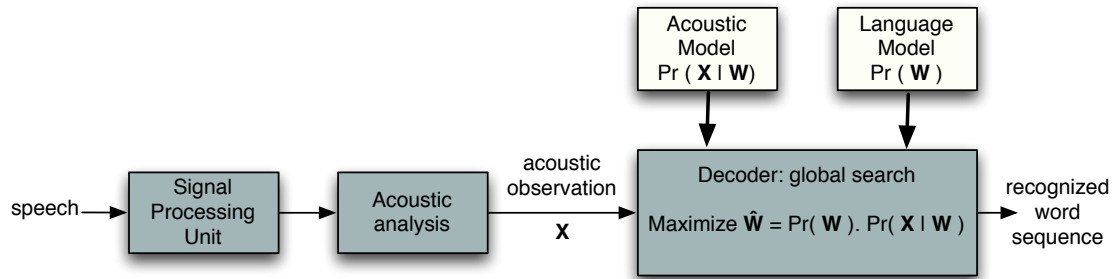 Acoustic
Model
Pr ( X | W)
Language
Model
Pr ( W )
speech
Signal
Processing
Unit
Acoustic
analysis
acoustic
observation
X
Decoder: global search
Maximize Ŵ = Pr( W ). Pr( X | W )
recognized
word
sequence